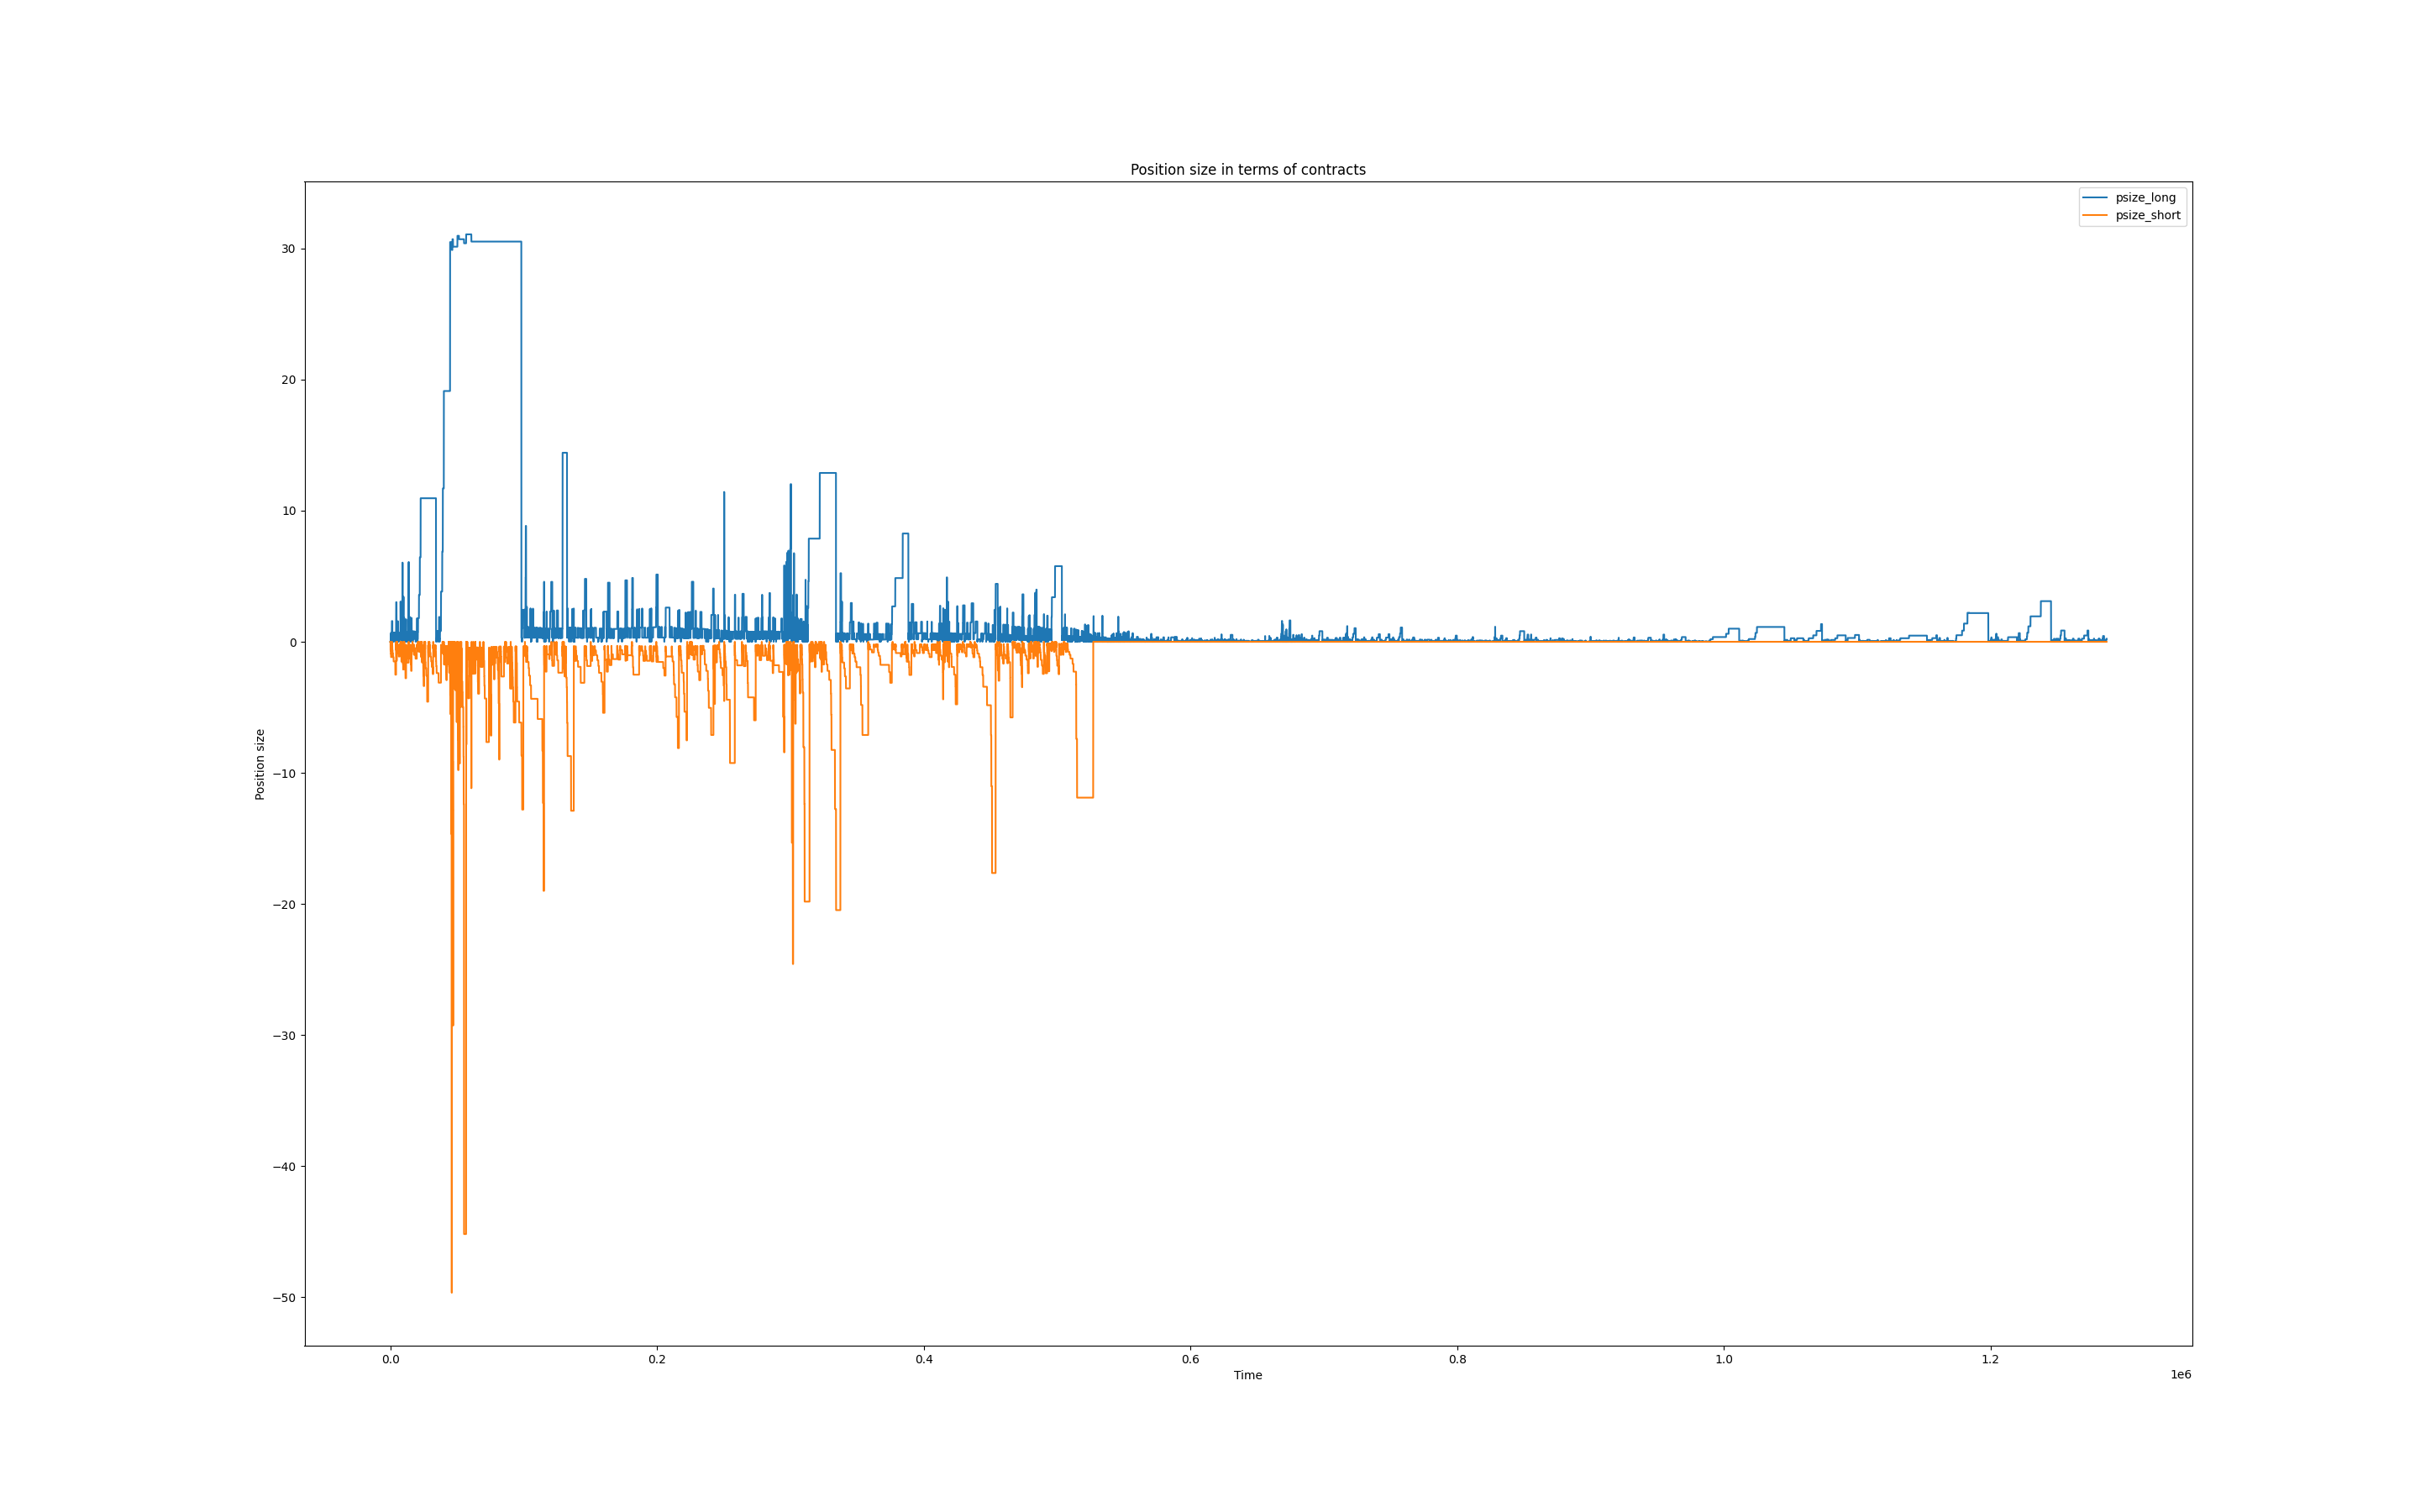 Position size in terms of contracts
psize_long
psize_short
30
20
10
0
−10
−20
−30
−40
−50
Position size
0.0 0.2 0.4 0.6 0.8 1.0 1.2
Time
1e6